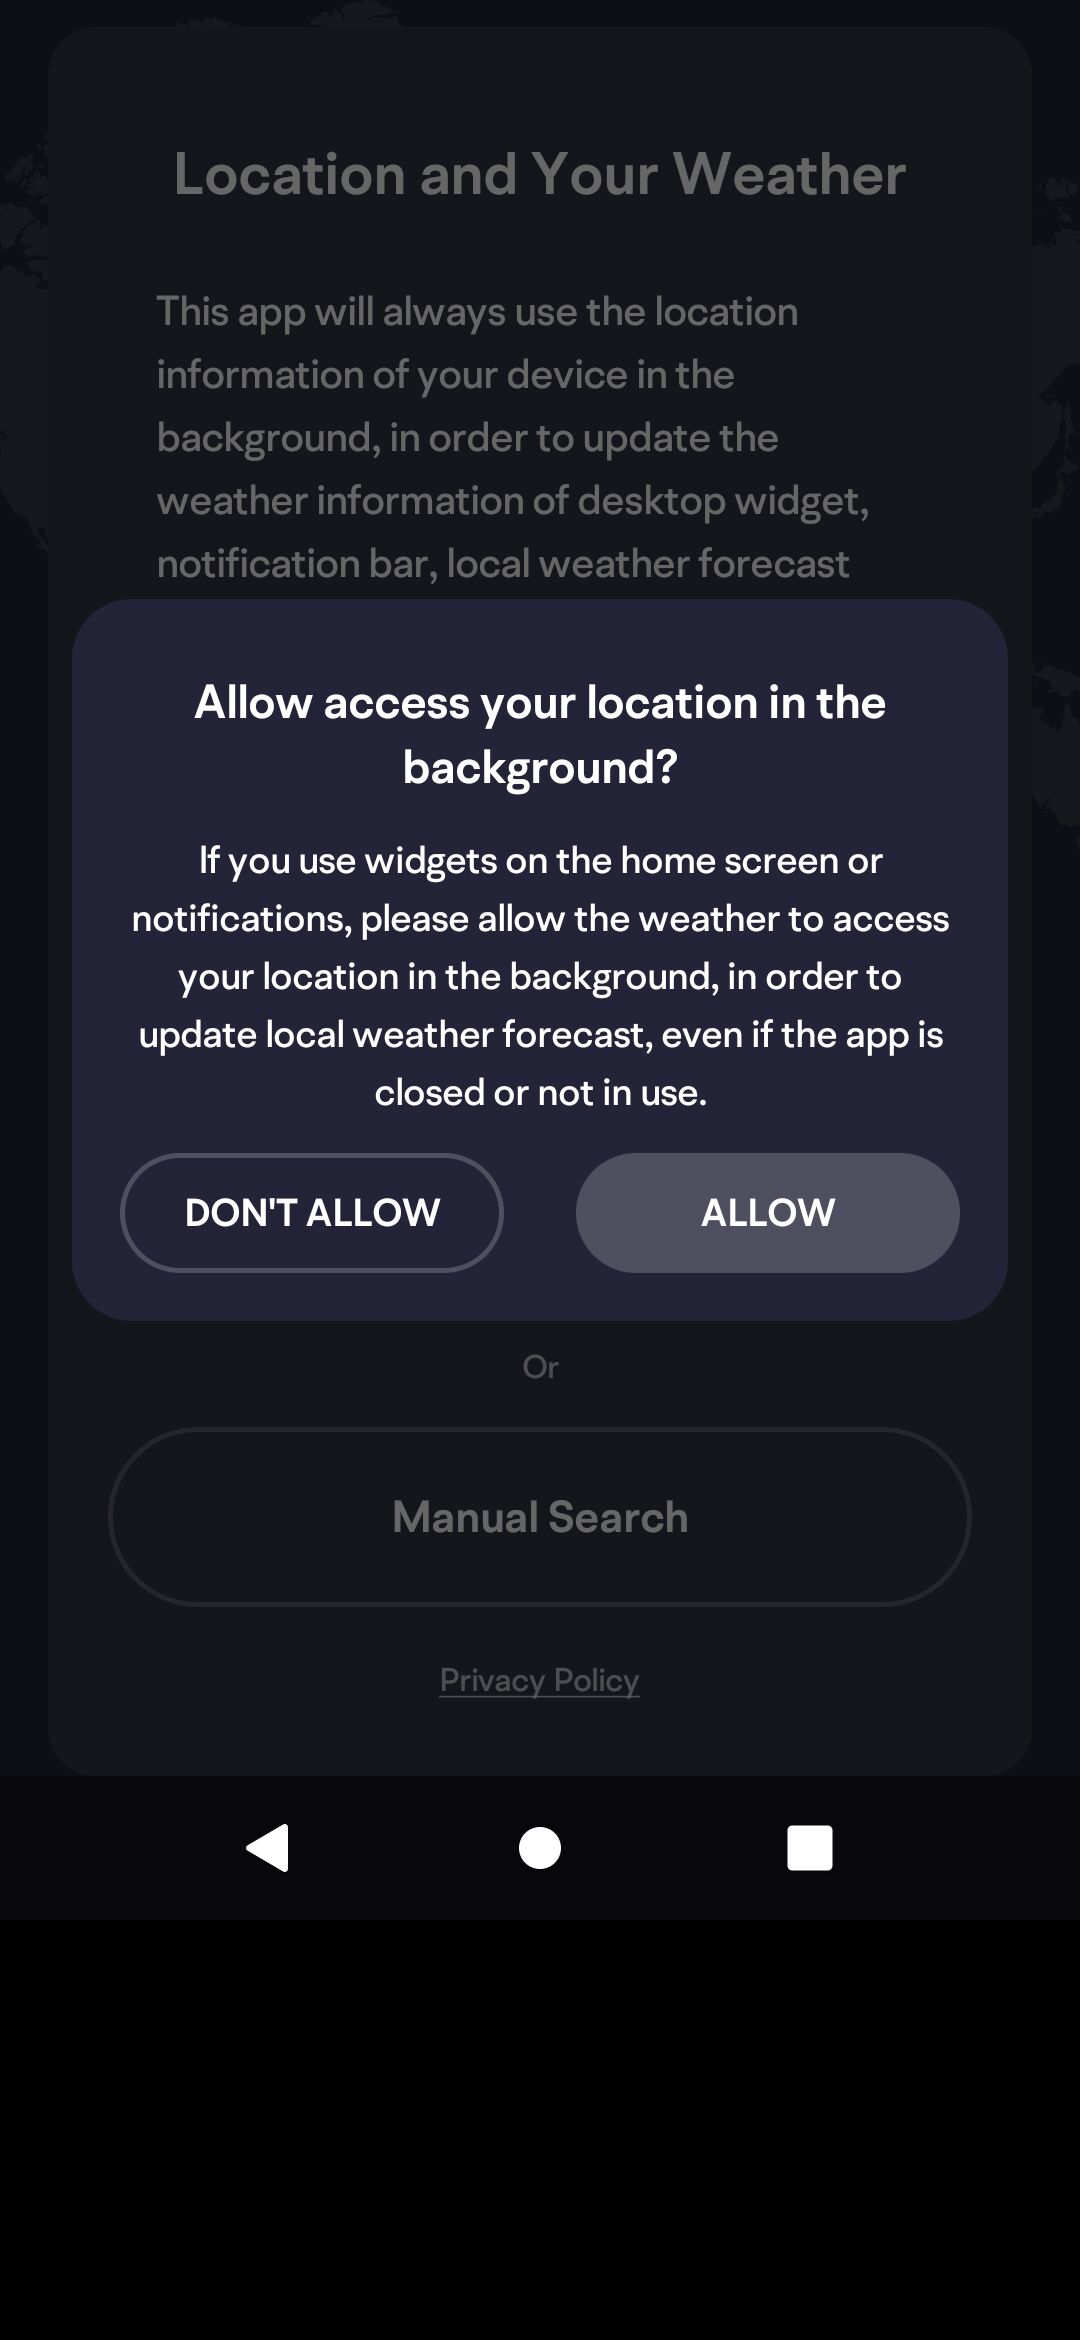 Location and Your Weather
This app will always use the location
information of your device in the
background, in order to update the
weather information of desktop widget,
notification bar, local weather forecast
Allow access your location in the
background?
If you use widgets on the home screen or
notifications, please allow the weather to access
your location in the background, in order to
update local weather forecast, even if the app is
closed or not in use.
DON'T ALLOW
ALLOW
Or
Manual Search
Privacy Policy